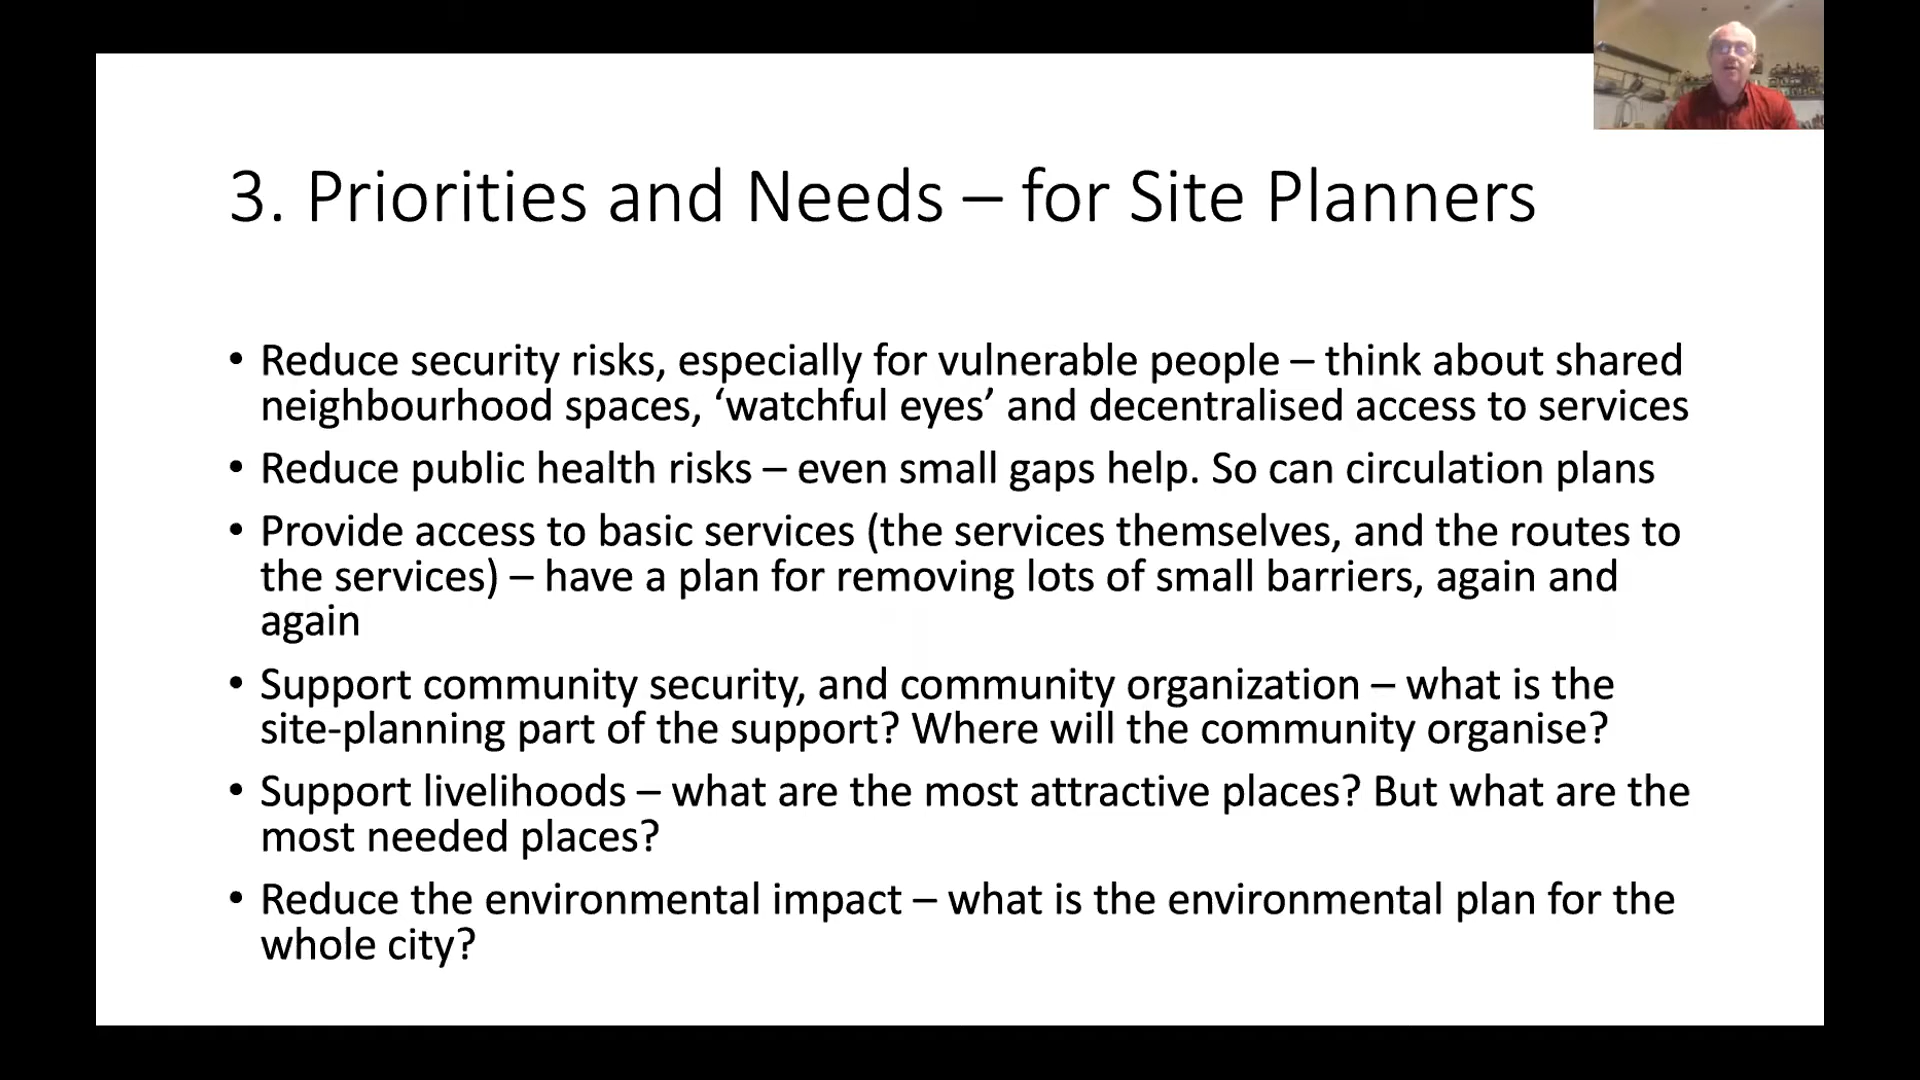 3. Priorities and Needs – for Site Planners
• Reduce security risks, especially for vulnerable people – think about shared
neighbourhood spaces, ‘watchful eyes’ and decentralised access to services
• Reduce public health risks – even small gaps help. So can circulation plans
• Provide access to basic services (the services themselves, and the routes to
the services) – have a plan for removing lots of small barriers, again and
again
• Support community security, and community organization – what is the
site-planning part of the support? Where will the community organise?
• Support livelihoods – what are the most attractive places? But what are the
most needed places?
• Reduce the environmental impact – what is the environmental plan for the
whole city?